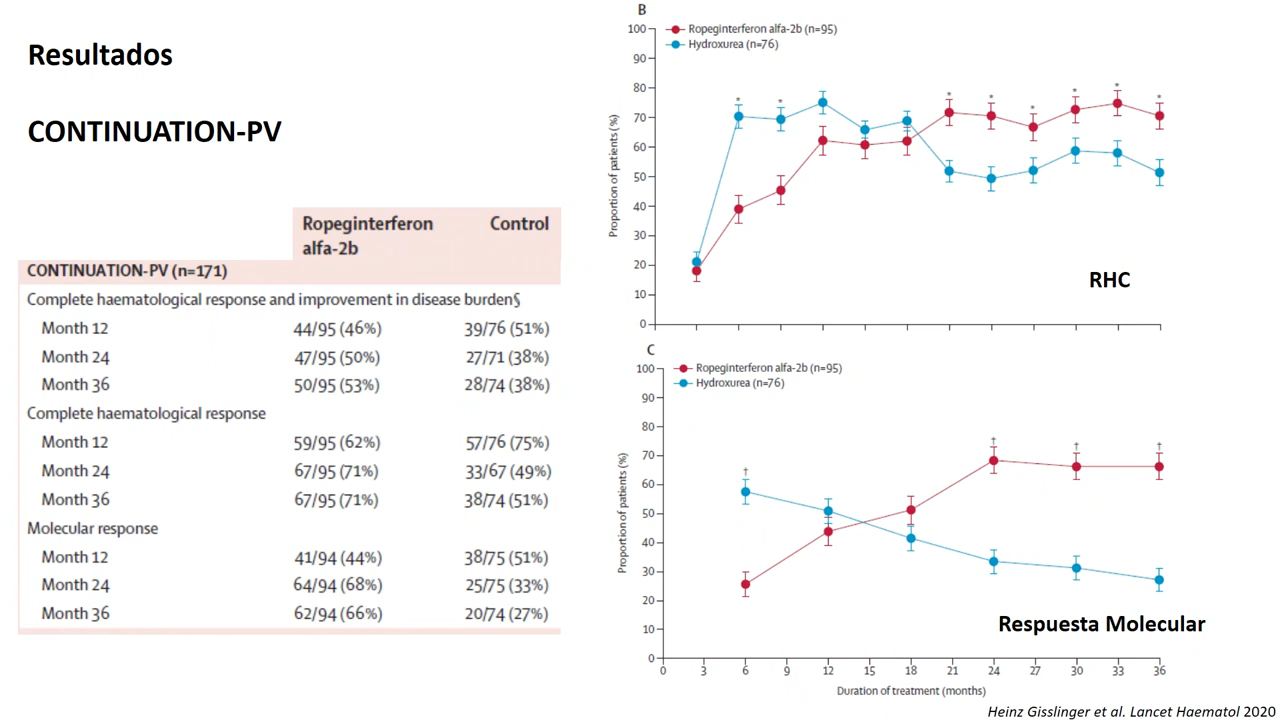 Resultados
CONTINUATION-PV
Ropeginterferon Control
alfa-2b
CONTINUATION-PV (n=171)
Complete haematological response and improvement in disease burden§
Month 12 44/95 (46%) 39/76 (51%)
Month 24 47/95 (50%) 27/71 (38%)
Month 36 50/95 (53%) 28/74 (38%)
Complete haematological response
Month 12 59/95 (62%) 57/76 (75%)
Month 24 67/95 (71%) 33/67 (49%)
Month 36 67/95 (71%) 38/74 (51%)
Molecular response
Month 12 41/94 (44%) 38/75 (51%)
Month 24 64/94 (68%) 25/75 (33%)
Month 36 62/94 (66%) 20/74 (27%)
B
Ropeginterferon alfa-2b (n=95)
Hydroxurea (n=76)
Proportion of patients (%)
100
90
80
70
60
50
40
30
20
10
0
* * * * * * * *
RHC
C
Ropeginterferon alfa-2b (n=95)
Hydroxurea (n=76)
Proportion of patients (%)
100
90
80
70
60
50
40
30
20
10
0
† † † †
Respuesta Molecular
0 3 6 9 12 15 18 21 24 27 30 33 36
Duration of treatment (months)
Heinz Gisslinger et al. Lancet Haematol 2020